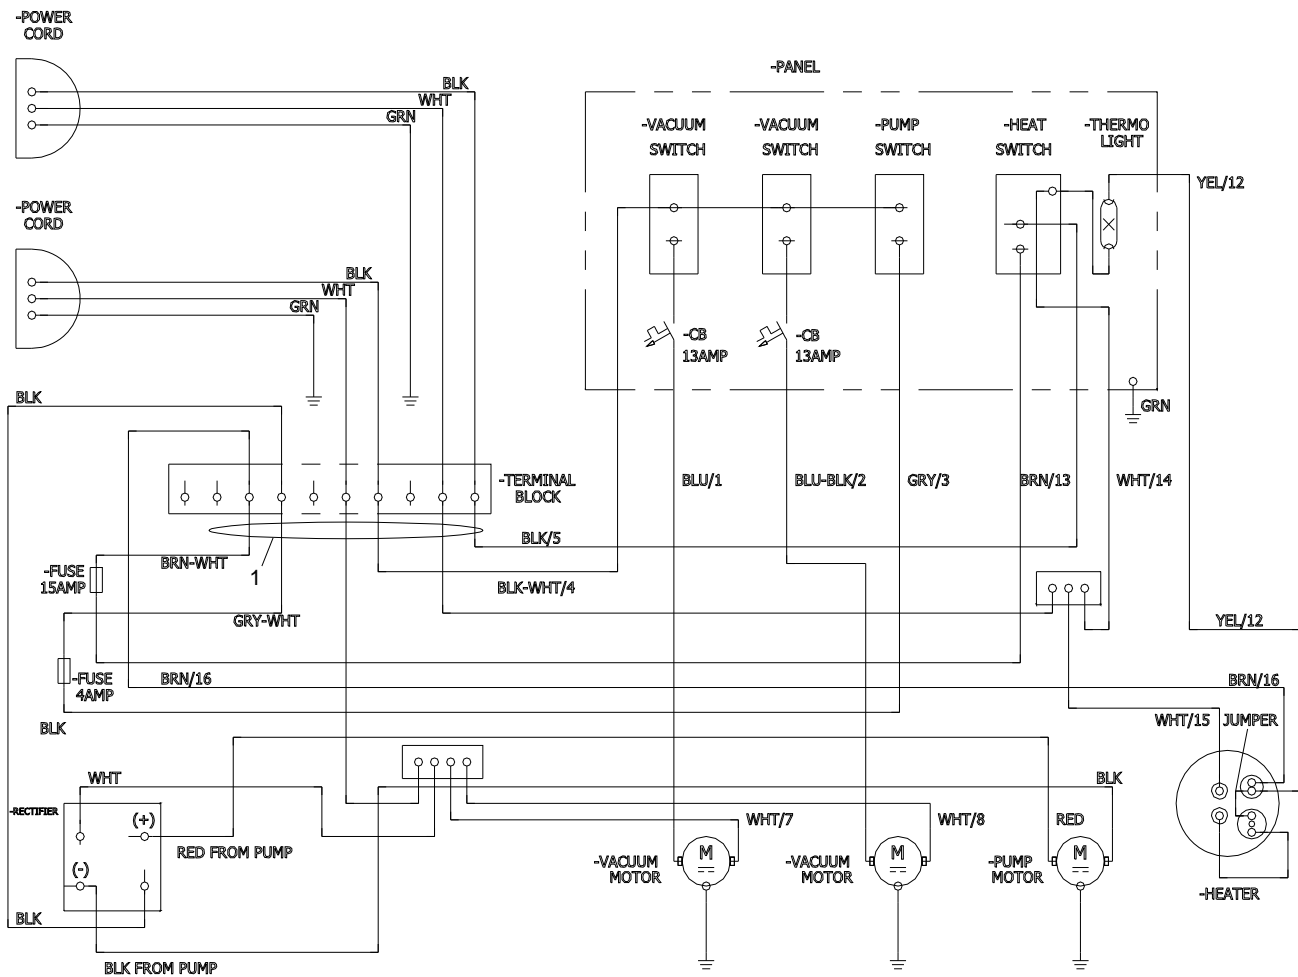 -POWER
CORD
BLK
WHT
GRN
-PANEL
-VACUUM
SWITCH
-VACUUM
SWITCH
-PUMP
SWITCH
-HEAT
SWITCH
-THERMO
LIGHT
YEL/12
-POWER
CORD
BLK
WHT
GRN
-CB
13AMP
-CB
13AMP
GRN
BLK
-TERMINAL
BLOCK
BLU/1
BLU-BLK/2
GRY/3
BRN/13
WHT/14
BLK/5
BRN-WHT
1
-FUSE
15AMP
BLK-WHT/4
GRY-WHT
YEL/12
-FUSE
4AMP
BRN/16
BRN/16
BLK
WHT/15
JUMPER
WHT
BLK
-RECTIFIER
(+)
RED FROM PUMP
WHT/7
WHT/8
RED
(-)
-VACUUM
MOTOR
M
-VACUUM
MOTOR
M
-PUMP
MOTOR
M
-HEATER
BLK
BLK FROM PUMP